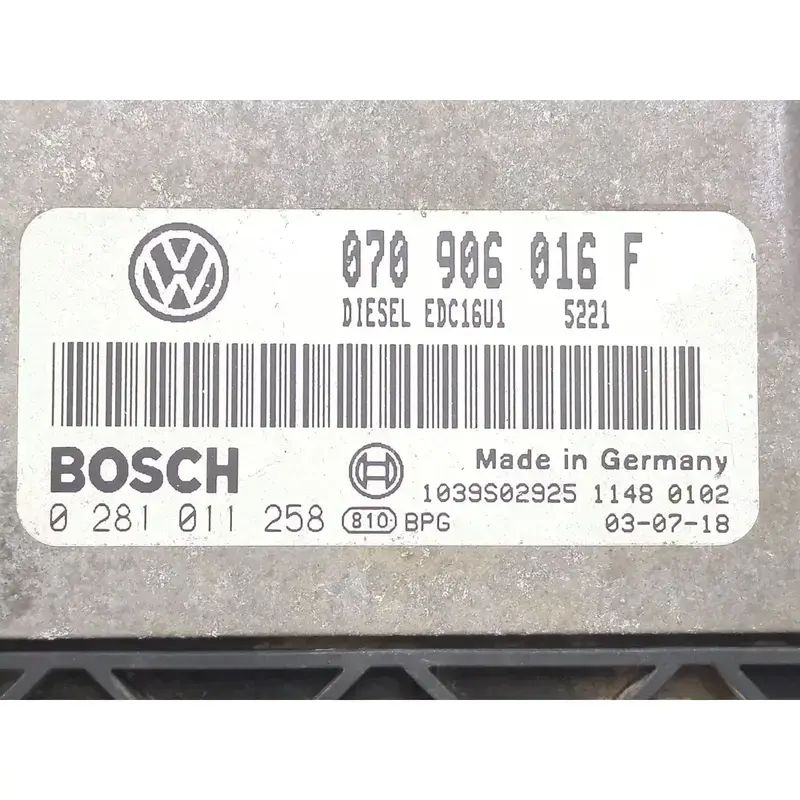 070 906 016 F
DIESEL EDC16U1 5221
BOSCH
Made in Germany
1039S02925 1148 0102
0 281 011 258 810 BPG 03-07-18